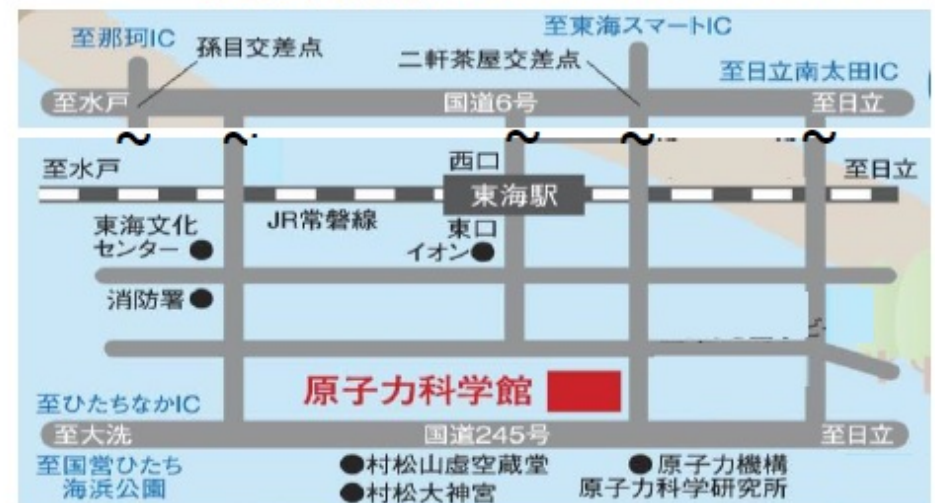 至那珂IC
孫目交差点
二軒茶屋交差点
至東海スマートIC
至日立南太田IC
至水戸
国道6号
至日立
至水戸
西口
至日立
東海駅
JR常磐線
東口
東海文化
センター
イオン
消防署
原子力科学館
至ひたちなかIC
至大洗
国道245号
至日立
至国営ひたち
海浜公園
村松山虚空蔵堂
村松大神宮
原子力機構
原子力科学研究所